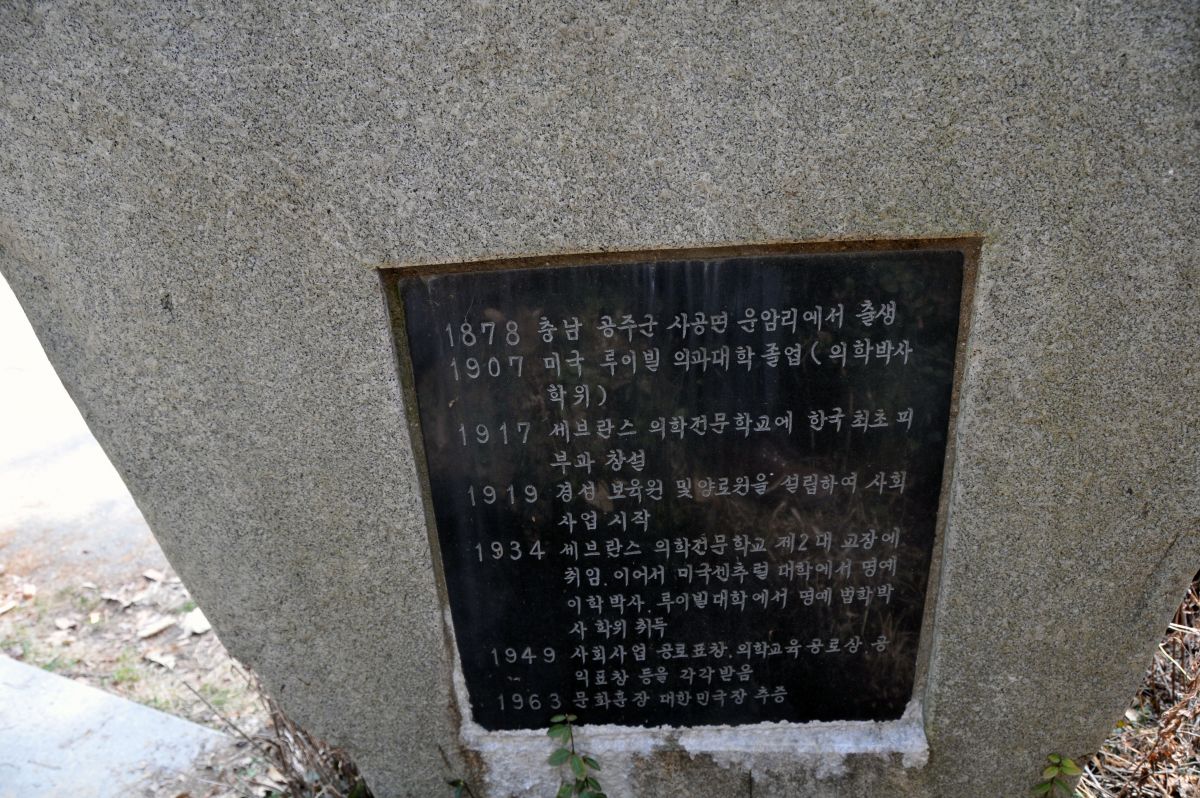 1878 충남 공주군 사공면 운암리에서 출생
1907 미국 루이빌 의과대학 졸업 ( 의학박사
학위 )
1917 세브란스 의학전문학교에 한국 최초 피
부과 창설
1919 경성 보육원 및 양로원을 설립하여 사회
사업 시작
1934 세브란스 의학전문학교 제2대 교장에
취임. 이어서 미국센추럴 대학에서 명예
이학박사. 루이빌대학에서 명예 법학박
사 학위 취득
1949 사회사업 공로표창. 의학교육 공로상. 공
익표창 등을 각각받음
1963 문화훈장 대한민국장 추증